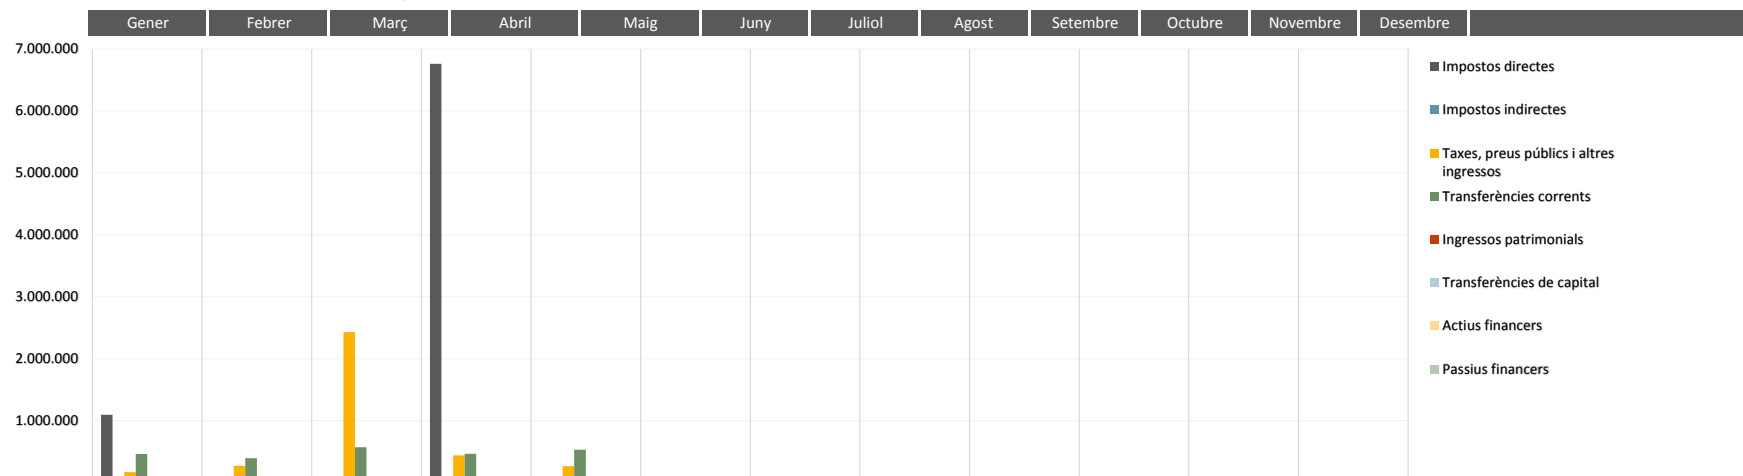 Gener Febrer Març Abril Maig Juny Juliol Agost Setembre Octubre Novembre Desembre
7.000.000
6.000.000
5.000.000
4.000.000
3.000.000
2.000.000
1.000.000
Impostos directes
Impostos indirectes
Taxes, preus públics i altres
ingressos
Transferències corrents
Ingressos patrimonials
Transferències de capital
Actius financers
Passius financers